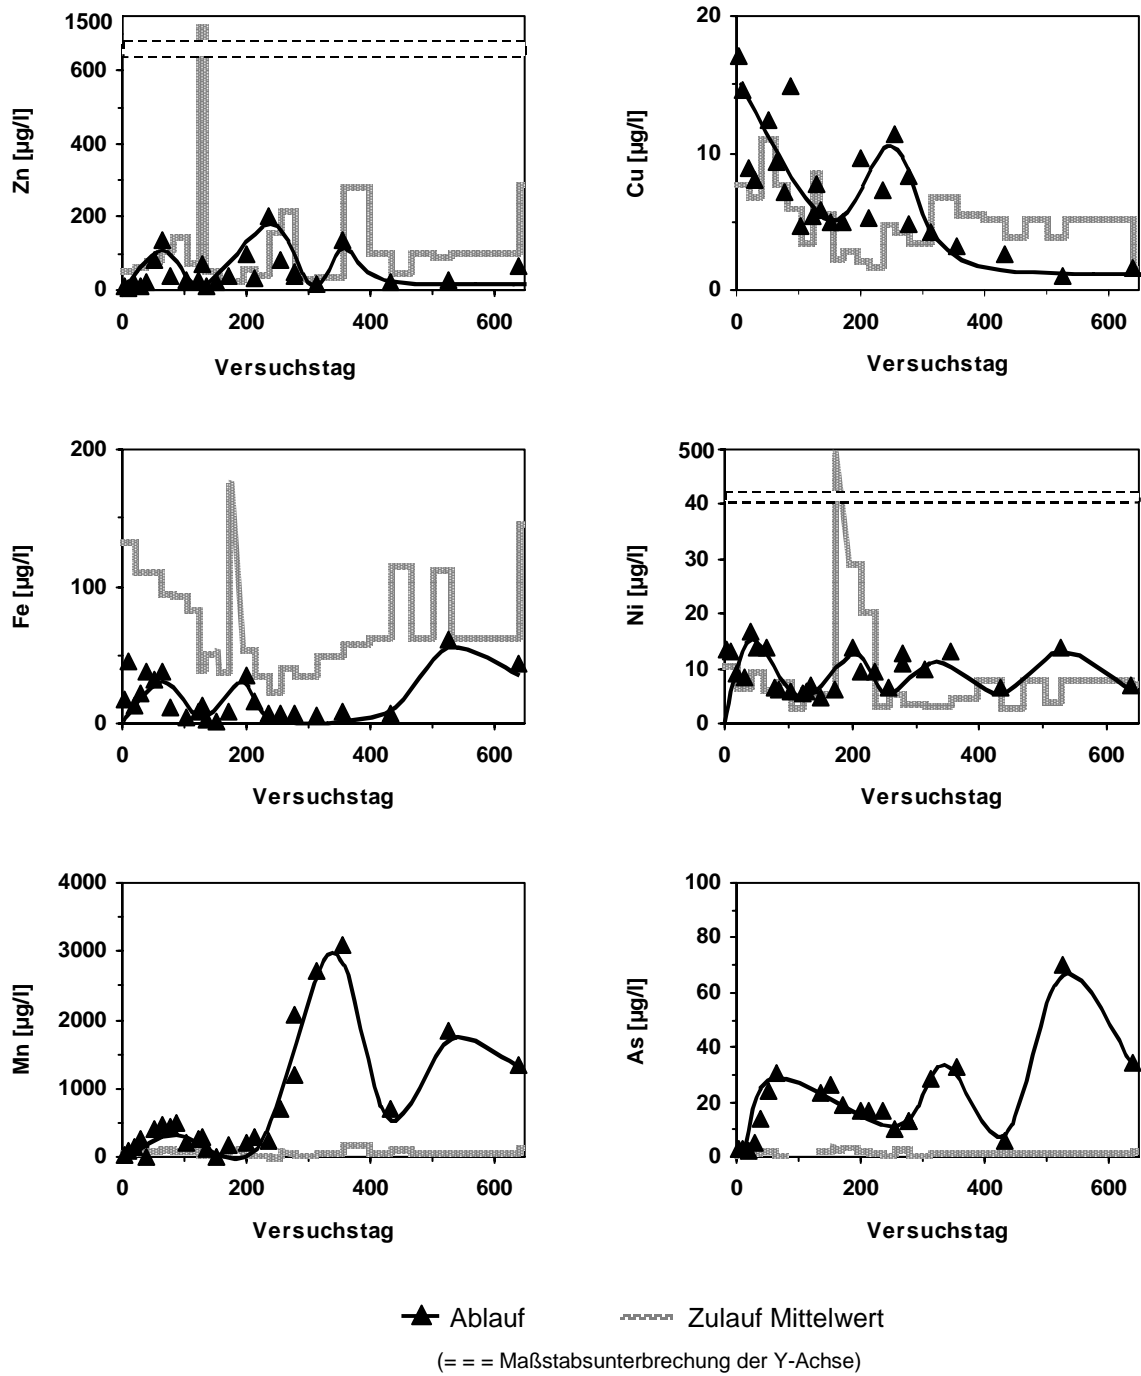 1500
600
400
200
0
Zn [µg/l]
0 200 400 600
Versuchstag
20
10
0
Cu [µg/l]
0 200 400 600
Versuchstag
200
100
0
Fe [µg/l]
0 200 400 600
Versuchstag
500
40
30
20
10
0
Ni [µg/l]
0 200 400 600
Versuchstag
4000
3000
2000
1000
0
Mn [µg/l]
0 200 400 600
Versuchstag
100
80
60
40
20
0
As [µg/l]
0 200 400 600
Versuchstag
Ablauf Zulauf Mittelwert
(= = = Maßstabsunterbrechung der Y-Achse)